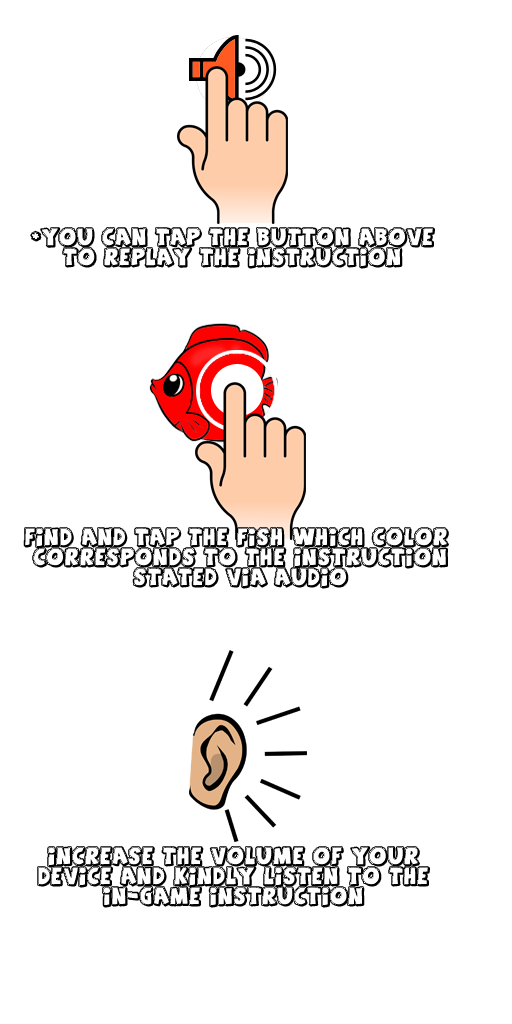 *YOU CAN TAP THE BUTTON ABOVE
TO REPLAY THE INSTRUCTION
FIND AND TAP THE FISH WHICH COLOR
CORRESPONDS TO THE INSTRUCTION
STATED VIA AUDIO
INCREASE THE VOLUME OF YOUR
DEVICE AND KINDLY LISTEN TO THE
IN-GAME INSTRUCTION